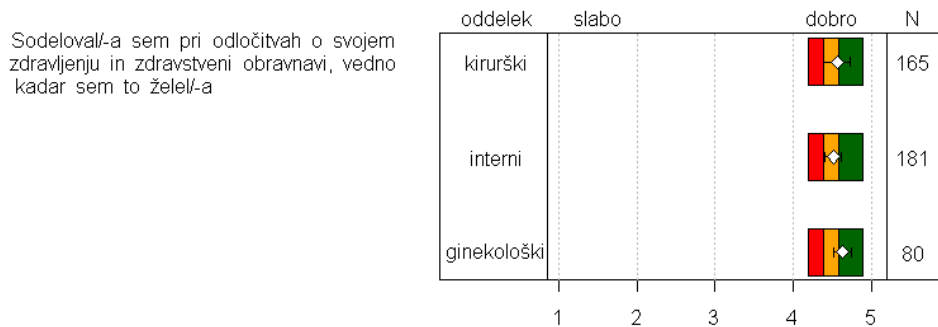 oddelek slabo dobro N
Sodeloval/-a sem pri odločitvah o svojem
zdravljenju in zdravstveni obravnavi, vedno
kadar sem to želel/-a
kirurški 165
interni 181
ginekološki 80
1 2 3 4 5